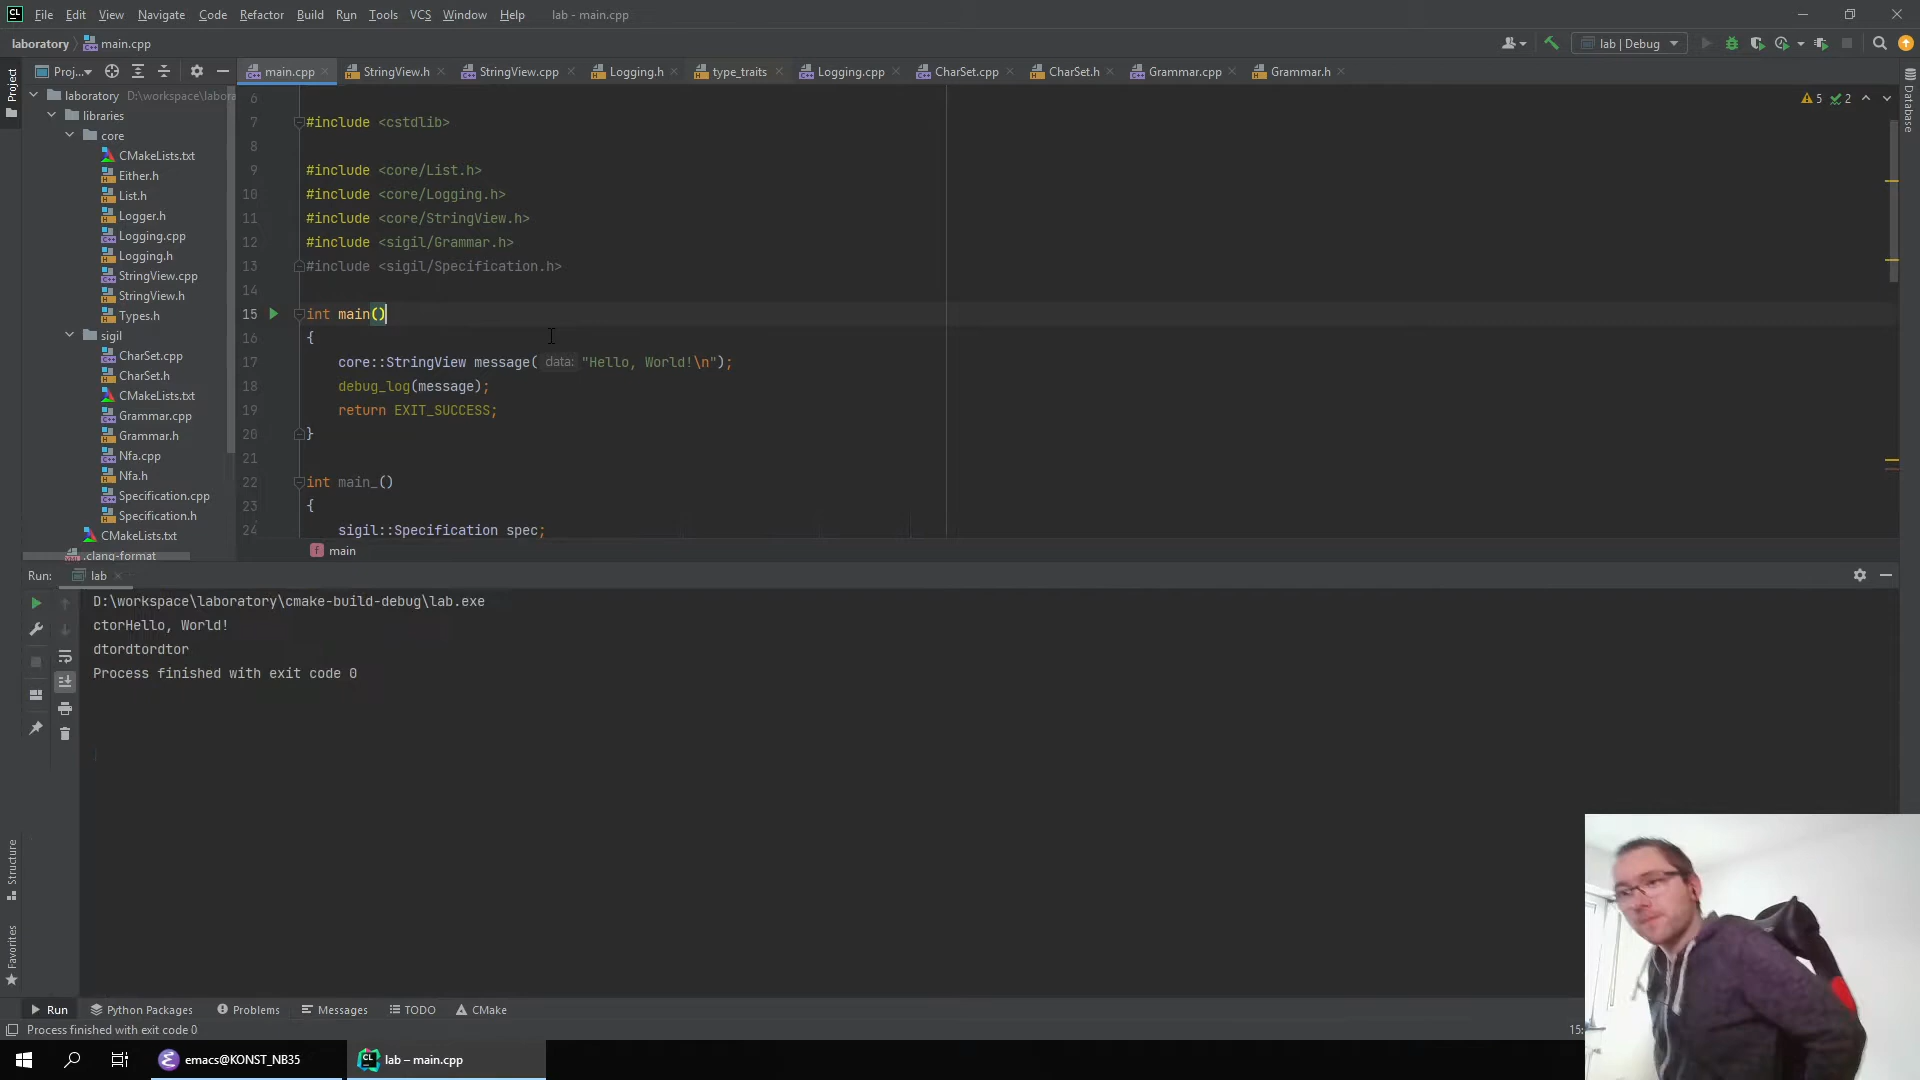 File Edit View Navigate Code Refactor Build Run Tools VCS Window Help lab - main.cpp
laboratory main.cpp lab | Debug
Project
Proj... main.cpp StringView.h StringView.cpp Logging.h type_traits Logging.cpp CharSet.cpp CharSet.h Grammar.cpp Grammar.h
Database
laboratory D:\workspace\labora
libraries
core
CMakeLists.txt
Either.h
List.h
Logger.h
Logging.cpp
Logging.h
StringView.cpp
StringView.h
Types.h
sigil
CharSet.cpp
CharSet.h
CMakeLists.txt
Grammar.cpp
Grammar.h
Nfa.cpp
Nfa.h
Specification.cpp
Specification.h
CMakeLists.txt
.clang-format
5 2
6
7 #include <cstdlib>
8
9 #include <core/List.h>
10 #include <core/Logging.h>
11 #include <core/StringView.h>
12 #include <sigil/Grammar.h>
13 #include <sigil/Specification.h>
14
15 int main()
16 {
17 core::StringView message( data: "Hello, World!\n");
18 debug_log(message);
19 return EXIT_SUCCESS;
20 }
21
22 int main_()
23 {
24 sigil::Specification spec;
f main
Run: lab
D:\workspace\laboratory\cmake-build-debug\lab.exe
ctorHello, World!
dtordtordtor
Process finished with exit code 0
Structure
Favorites
Run Python Packages Problems Messages TODO CMake
Process finished with exit code 0 15:
emacs@KONST_NB35 lab – main.cpp